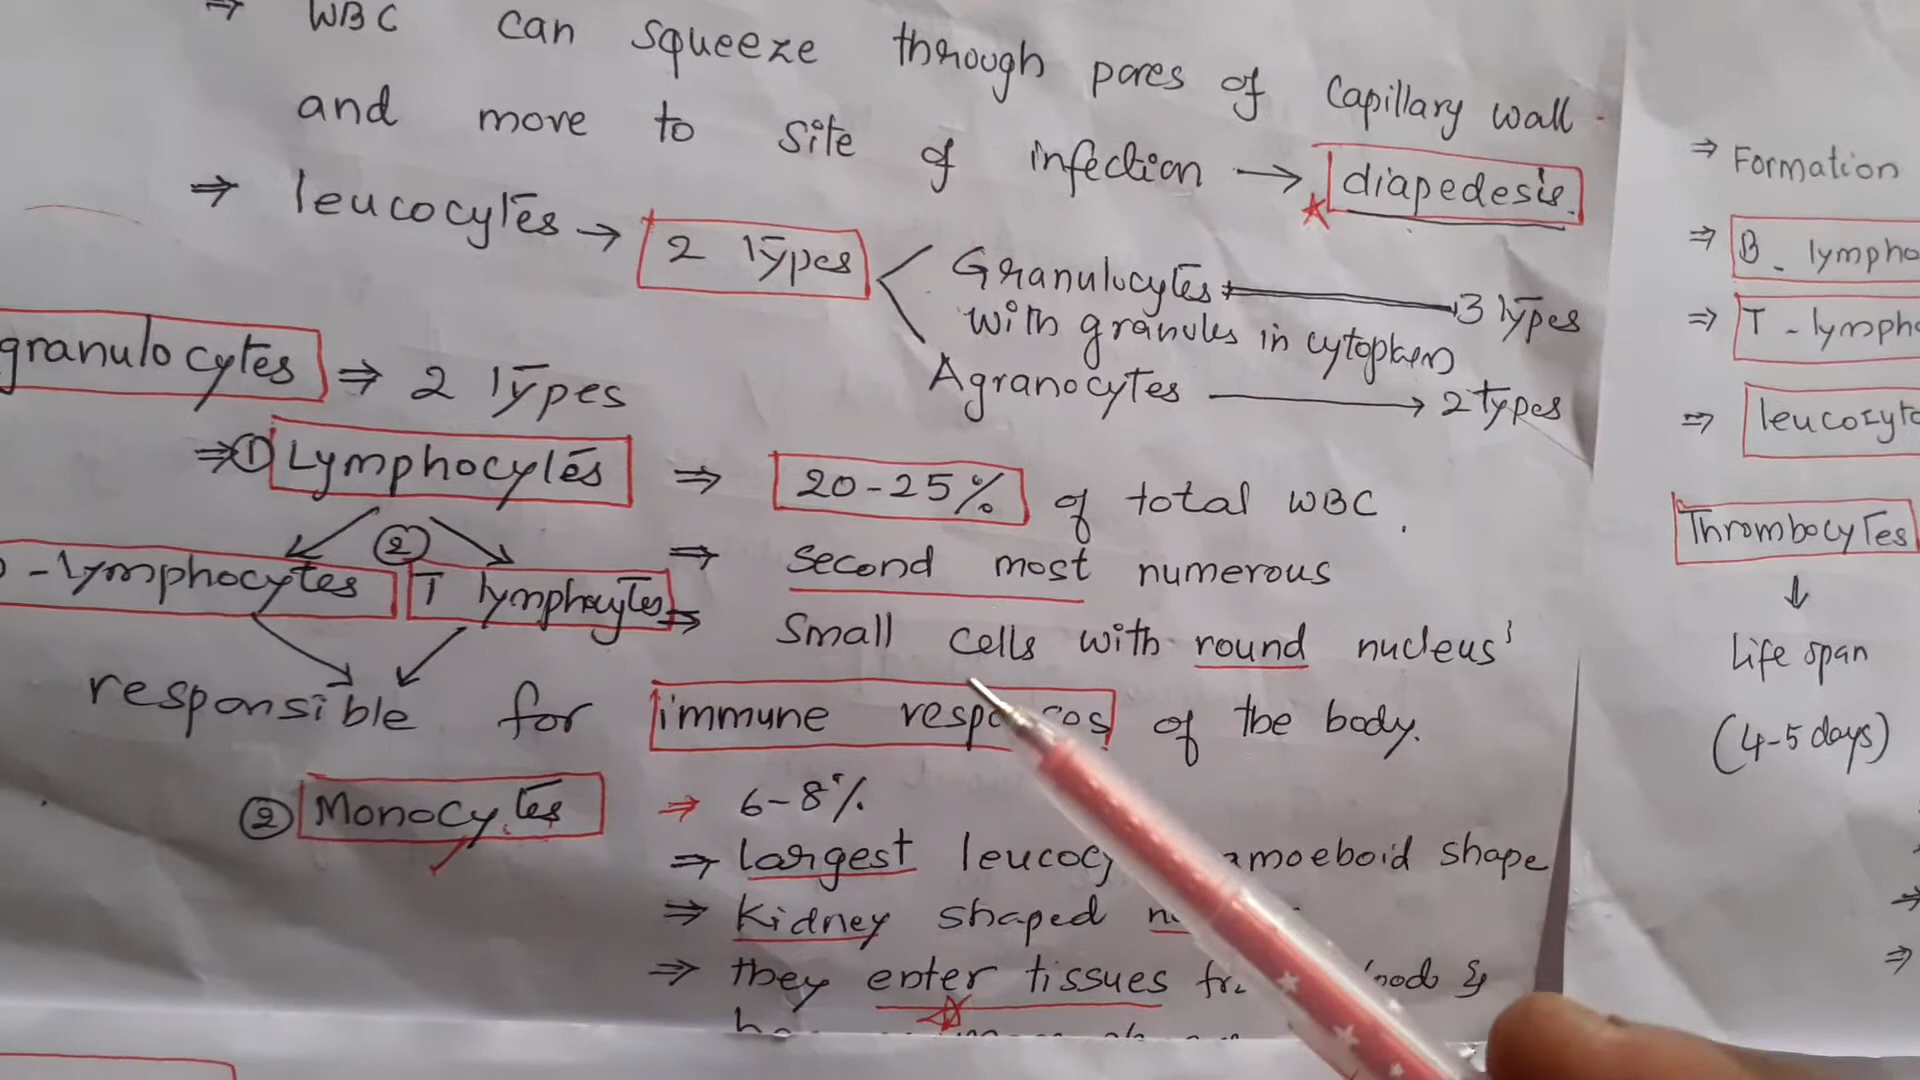 ⇒ WBC can squeeze through pores of capillary wall
and move to site of infection → diapedesis.
⇒ leucocytes → 2 Types
Granulocytes → 3 Types
with granules in cytoplasm
Agranocytes → 2 types
granulocytes ⇒ 2 Types
⇒ ① Lymphocytes ⇒ 20-25% of total WBC.
②
-lymphocytes T lymphocytes
⇒ second most numerous
⇒ Small cells with round nucleus
responsible for immune of the body.
② Monocytes ⇒ 6-8%
⇒ largest amoeboid shape
⇒ Kidney shaped
⇒ they enter tissues
⇒ Formation
⇒ B - lympho
⇒ T - lympho
⇒ leucocyto
Thrombocytes
↓
life span
(4-5 days)
⇒